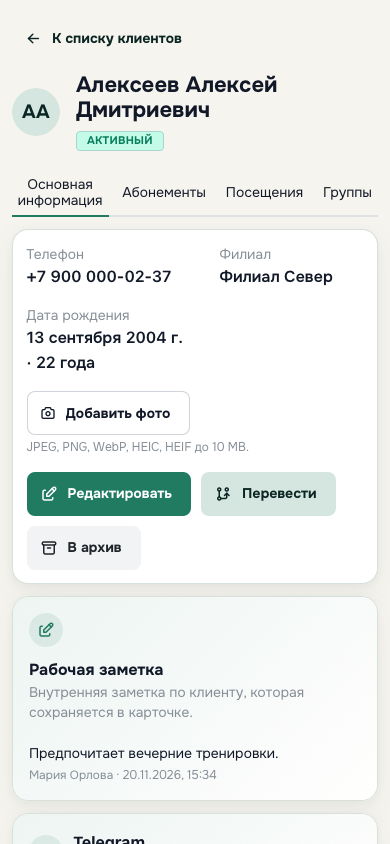 К списку клиентов
АА
Алексеев Алексей
Дмитриевич
АКТИВНЫЙ
Основная
информация
Абонементы
Посещения
Группы
Телефон
Филиал
+7 900 000-02-37
Филиал Север
Дата рождения
13 сентября 2004 г.
· 22 года
Добавить фото
JPEG, PNG, WebP, HEIC, HEIF до 10 MB.
Редактировать
Перевести
В архив
Рабочая заметка
Внутренняя заметка по клиенту, которая
сохраняется в карточке.
Предпочитает вечерние тренировки.
Мария Орлова · 20.11.2026, 15:34
Telegram